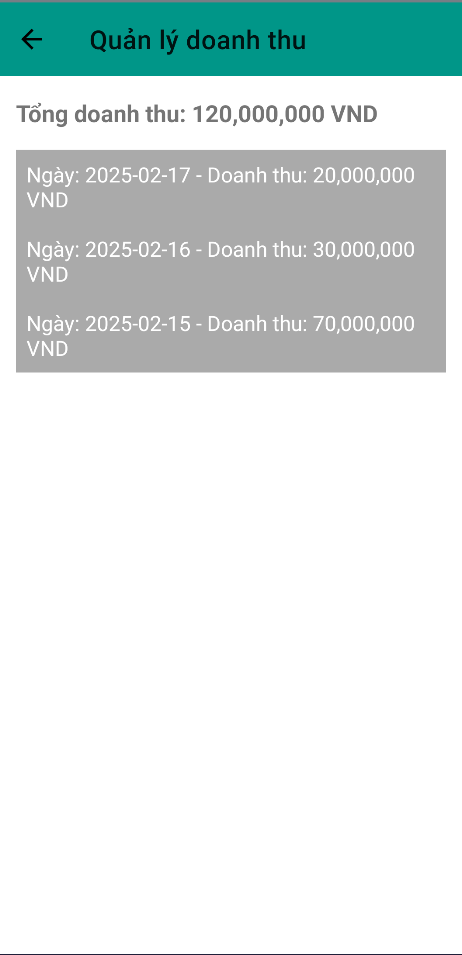 Quản lý doanh thu
Tổng doanh thu: 120,000,000 VND
Ngày: 2025-02-17 - Doanh thu: 20,000,000
VND
Ngày: 2025-02-16 - Doanh thu: 30,000,000
VND
Ngày: 2025-02-15 - Doanh thu: 70,000,000
VND